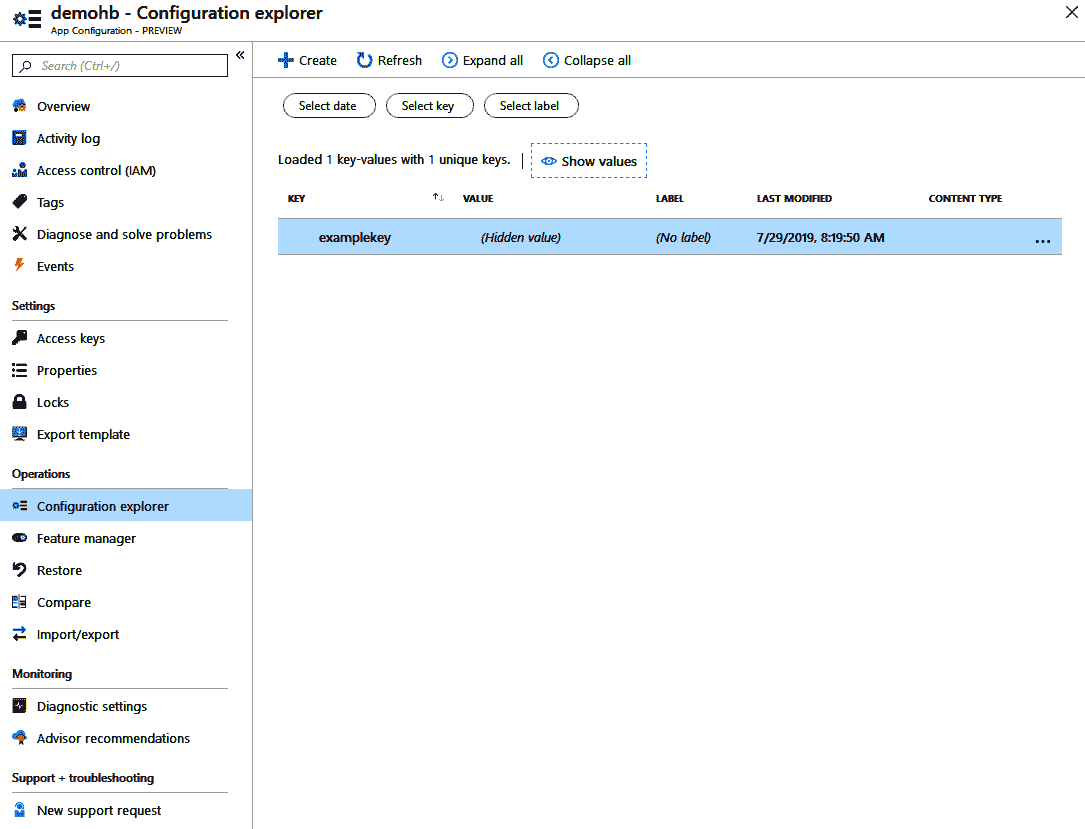 demohb - Configuration explorer
App Configuration - PREVIEW
Search (Ctrl+/)
«
Overview
Activity log
Access control (IAM)
Tags
Diagnose and solve problems
Events
Settings
Access keys
Properties
Locks
Export template
Operations
Configuration explorer
Feature manager
Restore
Compare
Import/export
Monitoring
Diagnostic settings
Advisor recommendations
Support + troubleshooting
New support request
Create Refresh Expand all Collapse all
Select date Select key Select label
Loaded 1 key-values with 1 unique keys. | Show values
KEY VALUE LABEL LAST MODIFIED CONTENT TYPE
examplekey (Hidden value) (No label) 7/29/2019, 8:19:50 AM ...